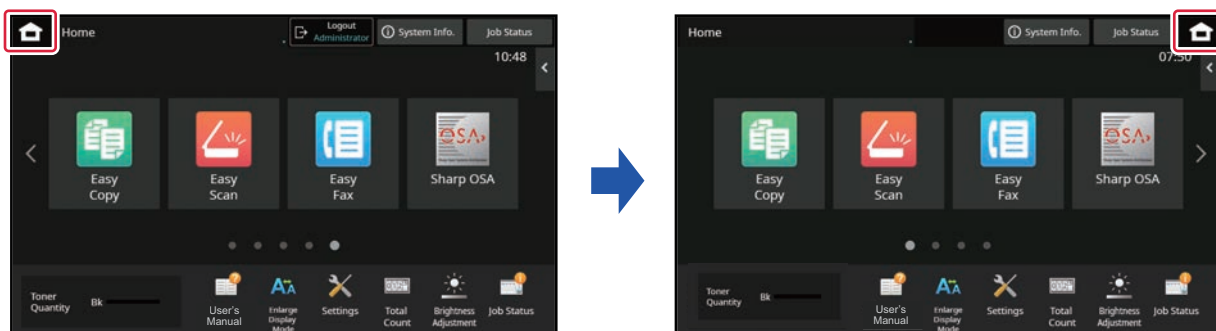 Home
Logout
Administrator
System Info.
Job Status
10:48
Easy
Copy
Easy
Scan
Easy
Fax
OSA
Sharp OSA
Toner
Quantity
Bk
User's
Manual
Enlarge
Display
Mode
Settings
Total
Count
Brightness
Adjustment
Job Status
Home
System Info.
Job Status
07:50
Easy
Copy
Easy
Scan
Easy
Fax
OSA
Sharp OSA
Toner
Quantity
Bk
User's
Manual
Enlarge
Display
Mode
Settings
Total
Count
Brightness
Adjustment
Job Status